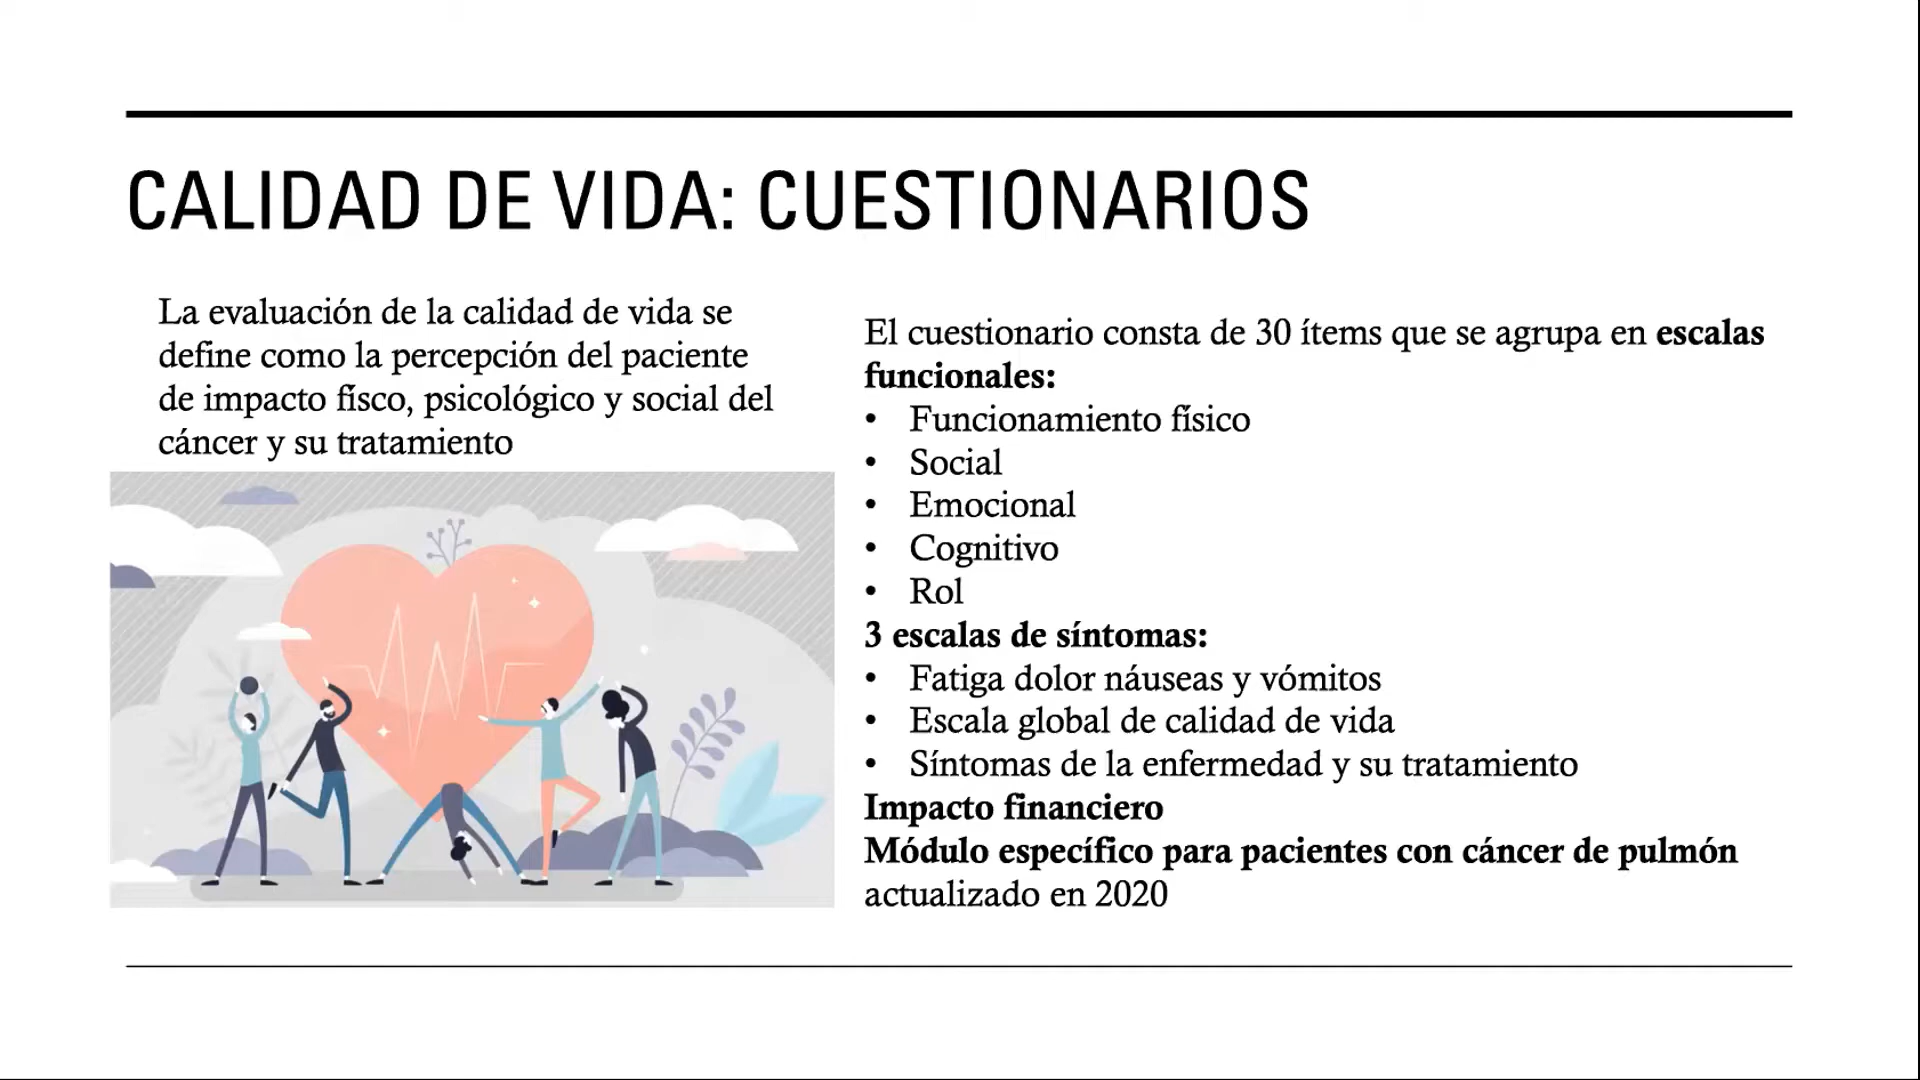 CALIDAD DE VIDA: CUESTIONARIOS
La evaluación de la calidad de vida se
define como la percepción del paciente
de impacto físco, psicológico y social del
cáncer y su tratamiento
El cuestionario consta de 30 ítems que se agrupa en escalas
funcionales:
• Funcionamiento físico
• Social
• Emocional
• Cognitivo
• Rol
3 escalas de síntomas:
• Fatiga dolor náuseas y vómitos
• Escala global de calidad de vida
• Síntomas de la enfermedad y su tratamiento
Impacto financiero
Módulo específico para pacientes con cáncer de pulmón
actualizado en 2020